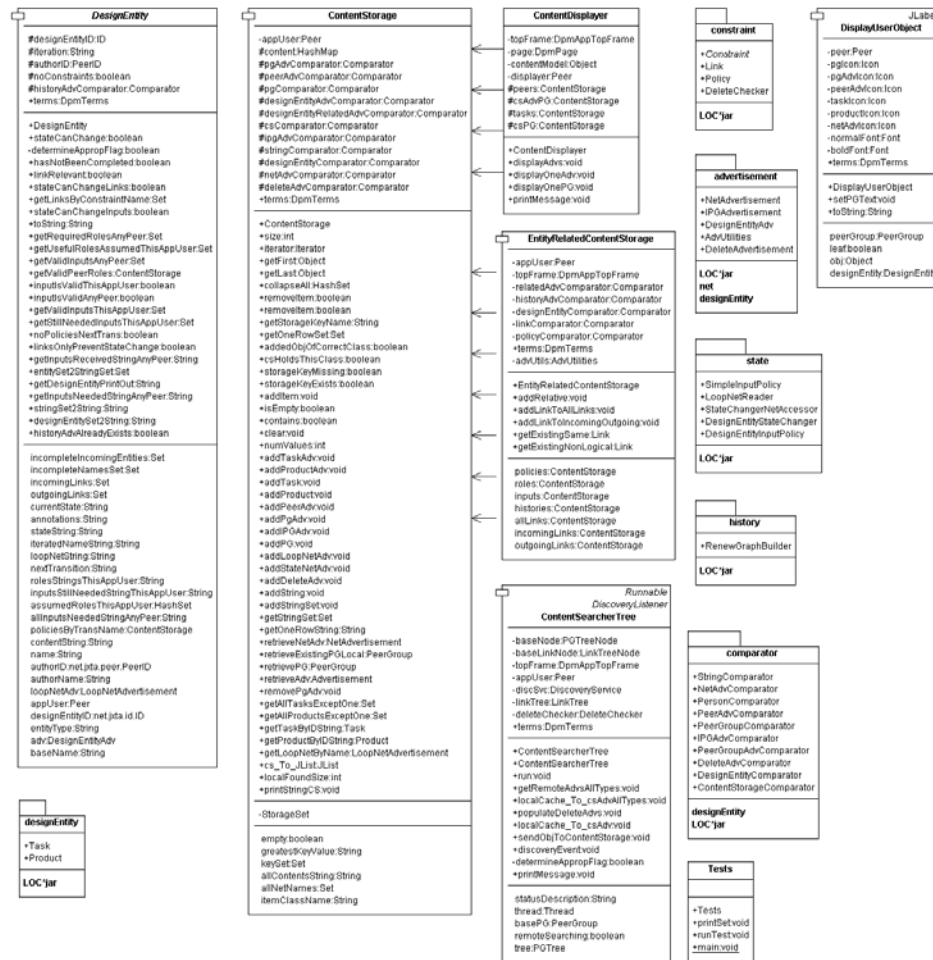 DesignEntity
#designEntityID:ID
#iteration:String
#authorID:PeerID
#noConstraints:boolean
#historyAdvComparator:Comparator
+terms:DpmTerms
+DesignEntity
+stateCanChange:boolean
-determineAppropFlag:boolean
+hasNotBeenCompleted:boolean
+linkRelevant:boolean
+stateCanChangeLinks:boolean
+getLinksByConstraintName:Set
+stateCanChangeInputs:boolean
+toString:String
+getRequiredRolesAnyPeer:Set
+getUsefulRolesAssumedThisAppUser:Set
+getValidInputsAnyPeer:Set
+getValidPeerRoles:ContentStorage
+inputIsValidThisAppUser:boolean
+inputIsValidAnyPeer:boolean
+getValidInputsThisAppUser:Set
+getStillNeededInputsThisAppUser:Set
+noPoliciesNextTrans:boolean
+linksOnlyPreventStateChange:boolean
+getInputsReceivedStringAnyPeer:String
+entitySet2StringSet:Set
+getDesignEntityPrintOut:String
+getInputsNeededStringAnyPeer:String
+stringSet2String:String
+designEntitySet2String:String
+historyAdvAlreadyExists:boolean
incompleteIncomingEntities:Set
incompleteNamesSet:Set
incomingLinks:Set
outgoingLinks:Set
currentState:String
annotations:String
stateString:String
iteratedNameString:String
loopNetString:String
nextTransition:String
rolesStringsThisAppUser:String
inputsStillNeededStringThisAppUser:String
assumedRolesThisAppUser:HashSet
allInputsNeededStringAnyPeer:String
policiesByTransName:ContentStorage
contentString:String
name:String
authorID:net.jxta.peer.PeerID
authorName:String
loopNetAdv:LoopNetAdvertisement
appUser:Peer
designEntityID:net.jxta.id.ID
entityType:String
adv:DesignEntityAdv
baseName:String
designEntity
+Task
+Product
LOC*jar
ContentStorage
-appUser:Peer
#content:HashMap
#pgAdvComparator:Comparator
#peerAdvComparator:Comparator
#pgComparator:Comparator
#designEntityAdvComparator:Comparator
#designEntityRelatedAdvComparator:Comparator
#csComparator:Comparator
#ipgAdvComparator:Comparator
#stringComparator:Comparator
#designEntityComparator:Comparator
#netAdvComparator:Comparator
#deleteAdvComparator:Comparator
+terms:DpmTerms
+ContentStorage
+size:int
+iterator:Iterator
+getFirst:Object
+getLast:Object
+collapseAll:HashSet
+removeItem:boolean
+removeItem:boolean
+getStorageKeyName:String
+getOneRowSet:Set
+addedObjOfCorrectClass:boolean
+csHoldsThisClass:boolean
+storageKeyMissing:boolean
+storageKeyExists:boolean
+addItem:void
+isEmpty:boolean
+contains:boolean
+clear:void
+numValues:int
+addTaskAdv:void
+addProductAdv:void
+addTask:void
+addProduct:void
+addPeerAdv:void
+addPgAdv:void
+addIPGAdv:void
+addPG:void
+addLoopNetAdv:void
+addStateNetAdv:void
+addDeleteAdv:void
+addString:void
+addStringSet:void
+getStringSet:Set
+getOneRowString:String
+retrieveNetAdv:NetAdvertisement
+retrieveExistingPGLocal:PeerGroup
+retrievePG:PeerGroup
+retrieveAdv:Advertisement
+removePgAdv:void
+getAllTasksExceptOne:Set
+getAllProductsExceptOne:Set
+getTaskByIDString:Task
+getProductByIDString:Product
+getLoopNetByName:LoopNetAdvertisement
+cs_To_JList:JList
+localFoundSize:int
+printStringCS:void
-StorageSet
empty:boolean
greatestKeyValue:String
keySet:Set
allContentsString:String
allNetNames:Set
itemClassName:String
ContentDisplayer
-topFrame:DpmAppTopFrame
-page:DpmPage
-contentModel:Object
-displayer:Peer
#peers:ContentStorage
#csAdvPG:ContentStorage
#tasks:ContentStorage
#csPG:ContentStorage
+ContentDisplayer
+displayAdvs:void
+displayOneAdv:void
+displayOnePG:void
+printMessage:void
EntityRelatedContentStorage
-appUser:Peer
-topFrame:DpmAppTopFrame
-relatedAdvComparator:Comparator
-historyAdvComparator:Comparator
-designEntityComparator:Comparator
-linkComparator:Comparator
-policyComparator:Comparator
+terms:DpmTerms
-advUtils:AdvUtilities
+EntityRelatedContentStorage
+addRelative:void
+addLinkToAllLinks:void
+addLinkToIncomingOutgoing:void
+getExistingSame:Link
+getExistingNonLogical:Link
policies:ContentStorage
roles:ContentStorage
inputs:ContentStorage
histories:ContentStorage
allLinks:ContentStorage
incomingLinks:ContentStorage
outgoingLinks:ContentStorage
Runnable
DiscoveryListener
ContentSearcherTree
-baseNode:PGTreeNode
-baseLinkNode:LinkTreeNode
-topFrame:DpmAppTopFrame
-appUser:Peer
-discSvc:DiscoveryService
-linkTree:LinkTree
-deleteChecker:DeleteChecker
+terms:DpmTerms
+ContentSearcherTree
+ContentSearcherTree
+run:void
+getRemoteAdvsAllTypes:void
+localCache_To_csAdvAllTypes:void
+populateDeleteAdvs:void
+localCache_To_csAdv:void
+sendObjToContentStorage:void
+discoveryEvent:void
-determineAppropFlag:boolean
+printMessage:void
statusDescription:String
thread:Thread
basePG:PeerGroup
remoteSearching:boolean
tree:PGTree
constraint
+Constraint
+Link
+Policy
+DeleteChecker
LOC*jar
advertisement
+NetAdvertisement
+IPGAdvertisement
+DesignEntityAdv
+AdvUtilities
+DeleteAdvertisement
LOC*jar
net
designEntity
state
+SimpleInputPolicy
+LoopNetReader
+StateChangerNetAccessor
+DesignEntityStateChanger
+DesignEntityInputPolicy
LOC*jar
history
+RenewGraphBuilder
LOC*jar
comparator
+StringComparator
+NetAdvComparator
+PersonComparator
+PeerAdvComparator
+PeerGroupComparator
+IPGAdvComparator
+PeerGroupAdvComparator
+DeleteAdvComparator
+DesignEntityComparator
+ContentStorageComparator
designEntity
LOC*jar
Tests
+Tests
+printSet:void
+runTest:void
+main:void
JLabe
DisplayUserObject
-peer:Peer
-pgIcon:Icon
-pgAdvIcon:Icon
-peerAdvIcon:Icon
-taskIcon:Icon
-productIcon:Icon
-netAdvIcon:Icon
-normalFont:Font
-boldFont:Font
+terms:DpmTerms
+DisplayUserObject
+setPGText:void
+toString:String
peerGroup:PeerGroup
leaf:boolean
obj:Object
designEntity:DesignEntit